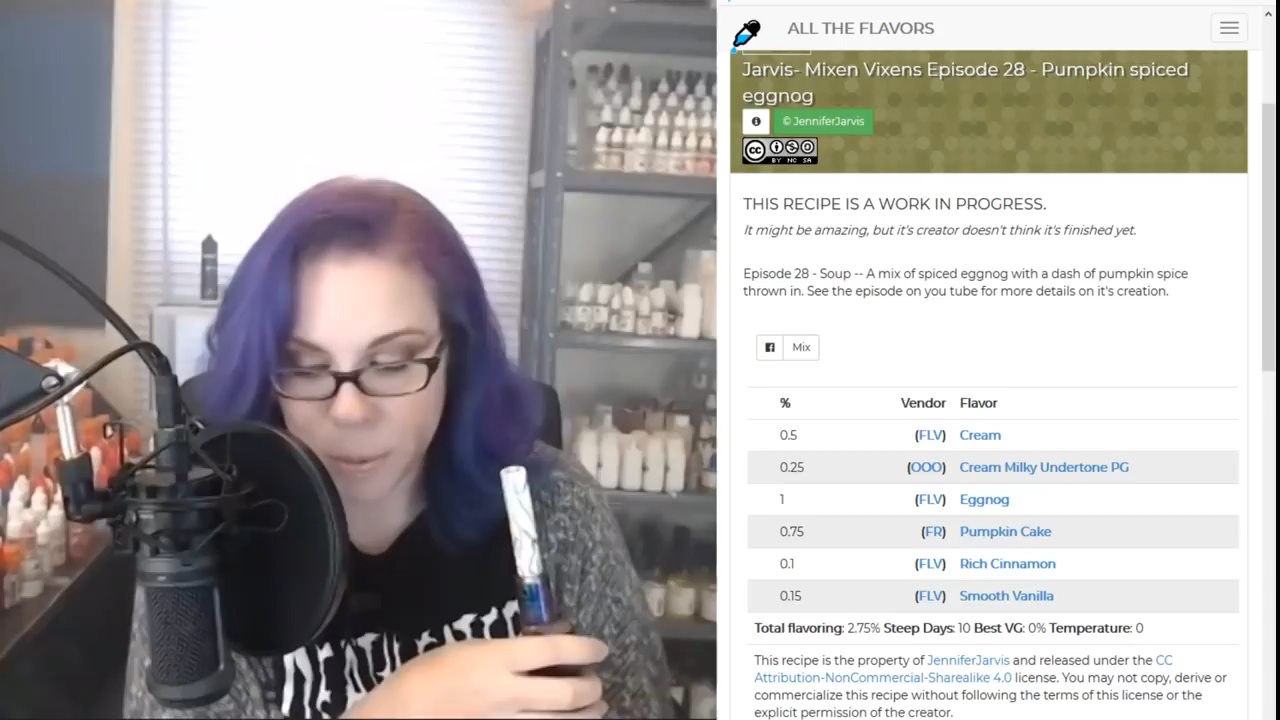 ALL THE FLAVORS
Jarvis- Mixen Vixens Episode 28 - Pumpkin spiced
eggnog
© JenniferJarvis
CC BY NC SA
THIS RECIPE IS A WORK IN PROGRESS.
It might be amazing, but it's creator doesn't think it's finished yet.
Episode 28 - Soup -- A mix of spiced eggnog with a dash of pumpkin spice
thrown in. See the episode on you tube for more details on it's creation.
Mix
% Vendor Flavor
0.5 (FLV) Cream
0.25 (OOO) Cream Milky Undertone PG
1 (FLV) Eggnog
0.75 (FR) Pumpkin Cake
0.1 (FLV) Rich Cinnamon
0.15 (FLV) Smooth Vanilla
Total flavoring: 2.75% Steep Days: 10 Best VG: 0% Temperature: 0
This recipe is the property of JenniferJarvis and released under the CC
Attribution-NonCommercial-Sharealike 4.0 license. You may not copy, derive or
commercialize this recipe without following the terms of this license or the
explicit permission of the creator.